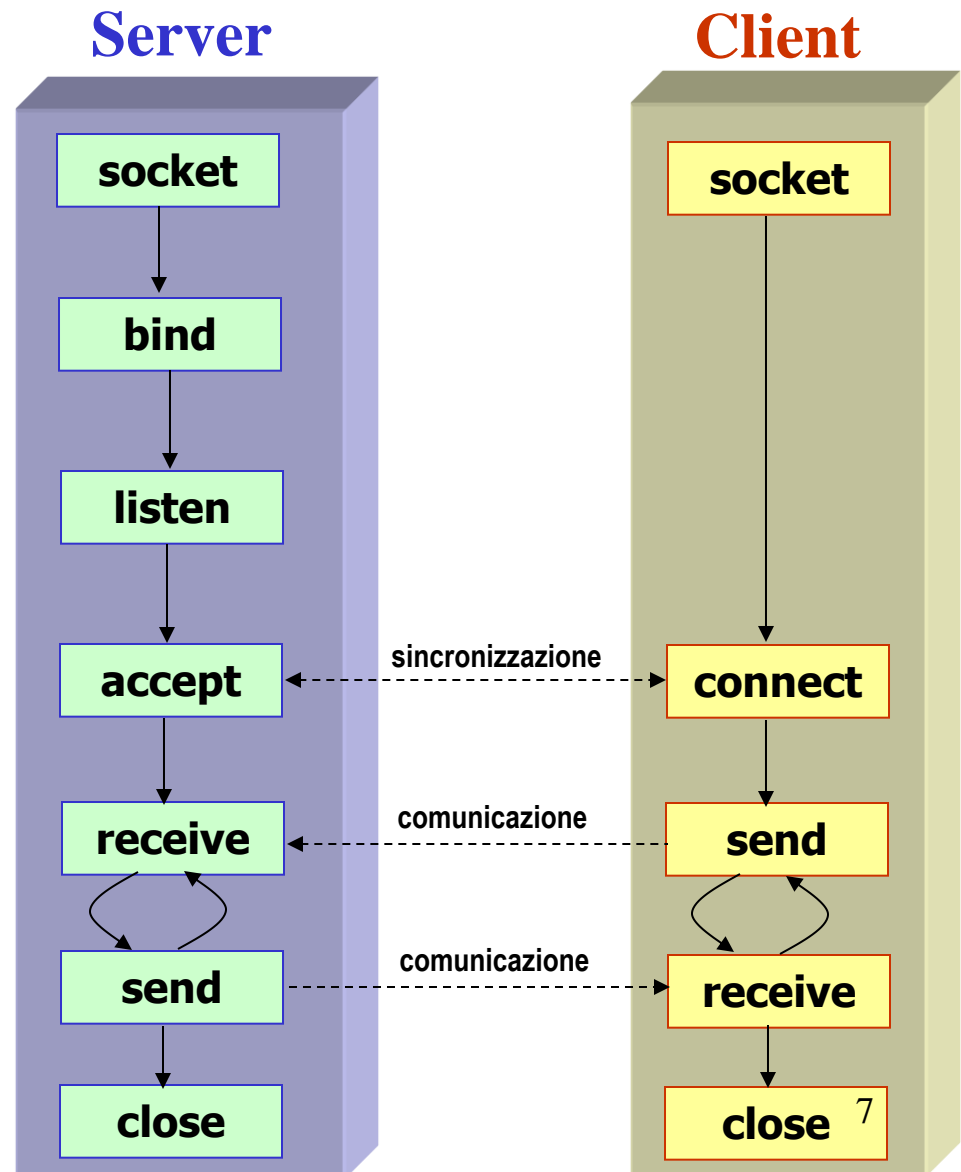 Server
Client
socket
socket
bind
listen
accept
sincronizzazione
connect
receive
comunicazione
send
send
comunicazione
receive
close
close
7